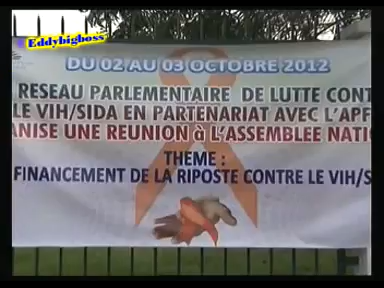 Eddybigboss
DU 02 AU 03 OCTOBRE 2012
RESEAU PARLEMENTAIRE DE LUTTE CONT
LE VIH/SIDA EN PARTENARIAT AVEC L'APF
ANISE UNE REUNION à L'ASSEMBLEE NATI
THEME :
FINANCEMENT DE LA RIPOSTE CONTRE LE VIH/S